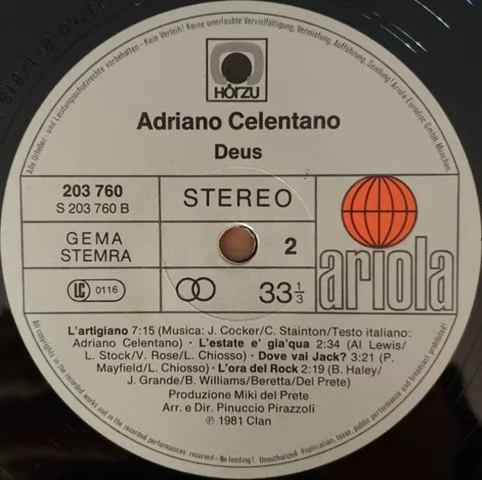 Alle Urheber- und Leistungsschutzrechte vorbehalten - Kein Verleih! Keine unerlaubte Vervielfältigung, Vermietung, Aufführung, Sendung! Ariola-Eurodisc GmbH München
HÖRZU
Adriano Celentano
Deus
203 760
S 203 760 B
STEREO
GEMA
STEMRA
2
LC 0116
33 1/3
ariola
L'artigiano 7:15 (Musica: J. Cocker/C. Stainton/Testo italiano:
Adriano Celentano) · L'estate e' gia'qua 2:34 (Al Lewis/
L. Stock/V. Rose/L. Chiosso) · Dove vai Jack? 3:21 (P.
Mayfield/L. Chiosso) · L'ora del Rock 2:19 (B. Haley/
J. Grande/B. Williams/Beretta/Del Prete)
Produzione Miki del Prete
Arr. e Dir. Pinuccio Pirazzoli
℗ 1981 Clan
All copyrights in the recorded works and in the recorded performances reserved - No lending! Unauthorized duplication, lease, public performance and broadcast prohibited